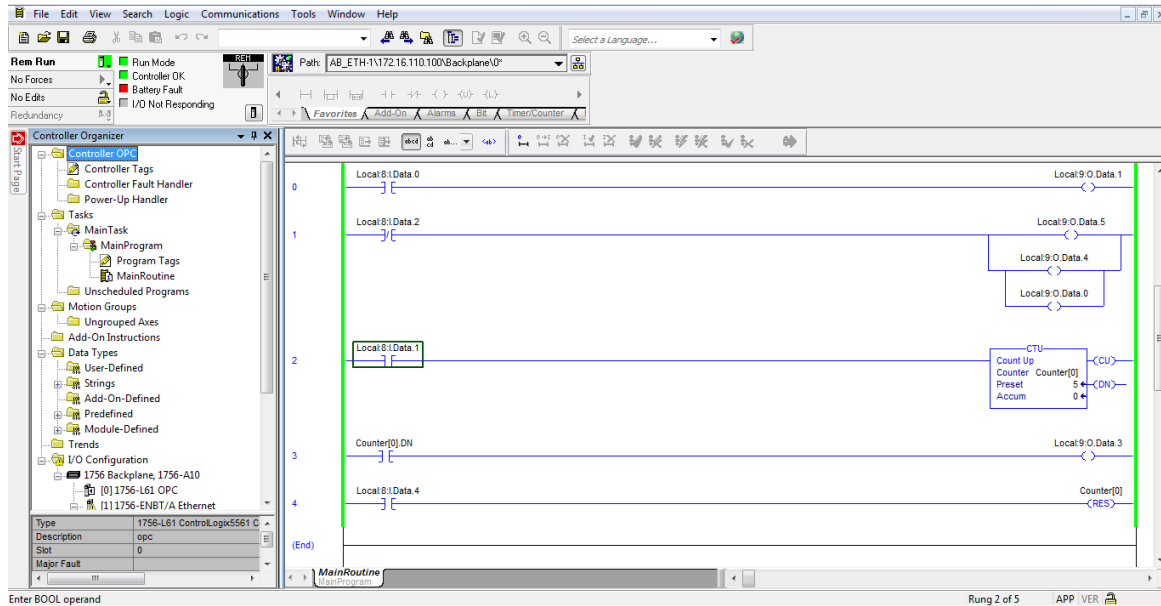 File Edit View Search Logic Communications Tools Window Help
Select a Language...
Rem Run
Run Mode
REM
Path: AB_ETH-1\172.16.110.100\Backplane\0*
No Forces
Controller OK
Battery Fault
No Edits
I/O Not Responding
Redundancy
Favorites Add-On Alarms Bit Timer/Counter
Start Page
Controller Organizer
Controller OPC
Controller Tags
Controller Fault Handler
Power-Up Handler
Tasks
MainTask
MainProgram
Program Tags
MainRoutine
Unscheduled Programs
Motion Groups
Ungrouped Axes
Add-On Instructions
Data Types
User-Defined
Strings
Add-On-Defined
Predefined
Module-Defined
Trends
I/O Configuration
1756 Backplane, 1756-A10
[0] 1756-L61 OPC
[1] 1756-ENBT/A Ethernet
Type 1756-L61 ControlLogix5561 C
Description opc
Slot 0
Major Fault
Local:8:I.Data.0 Local:9:O.Data.1
0
Local:8:I.Data.2 Local:9:O.Data.5
1
Local:9:O.Data.4
Local:9:O.Data.0
Local:8:I.Data.1
2
CTU
Count Up CU
Counter Counter[0]
Preset 5 DN
Accum 0
Counter[0].DN Local:9:O.Data.3
3
Local:8:I.Data.4 Counter[0]
4 RES
(End)
MainRoutine
MainProgram
Enter BOOL operand Rung 2 of 5 APP VER